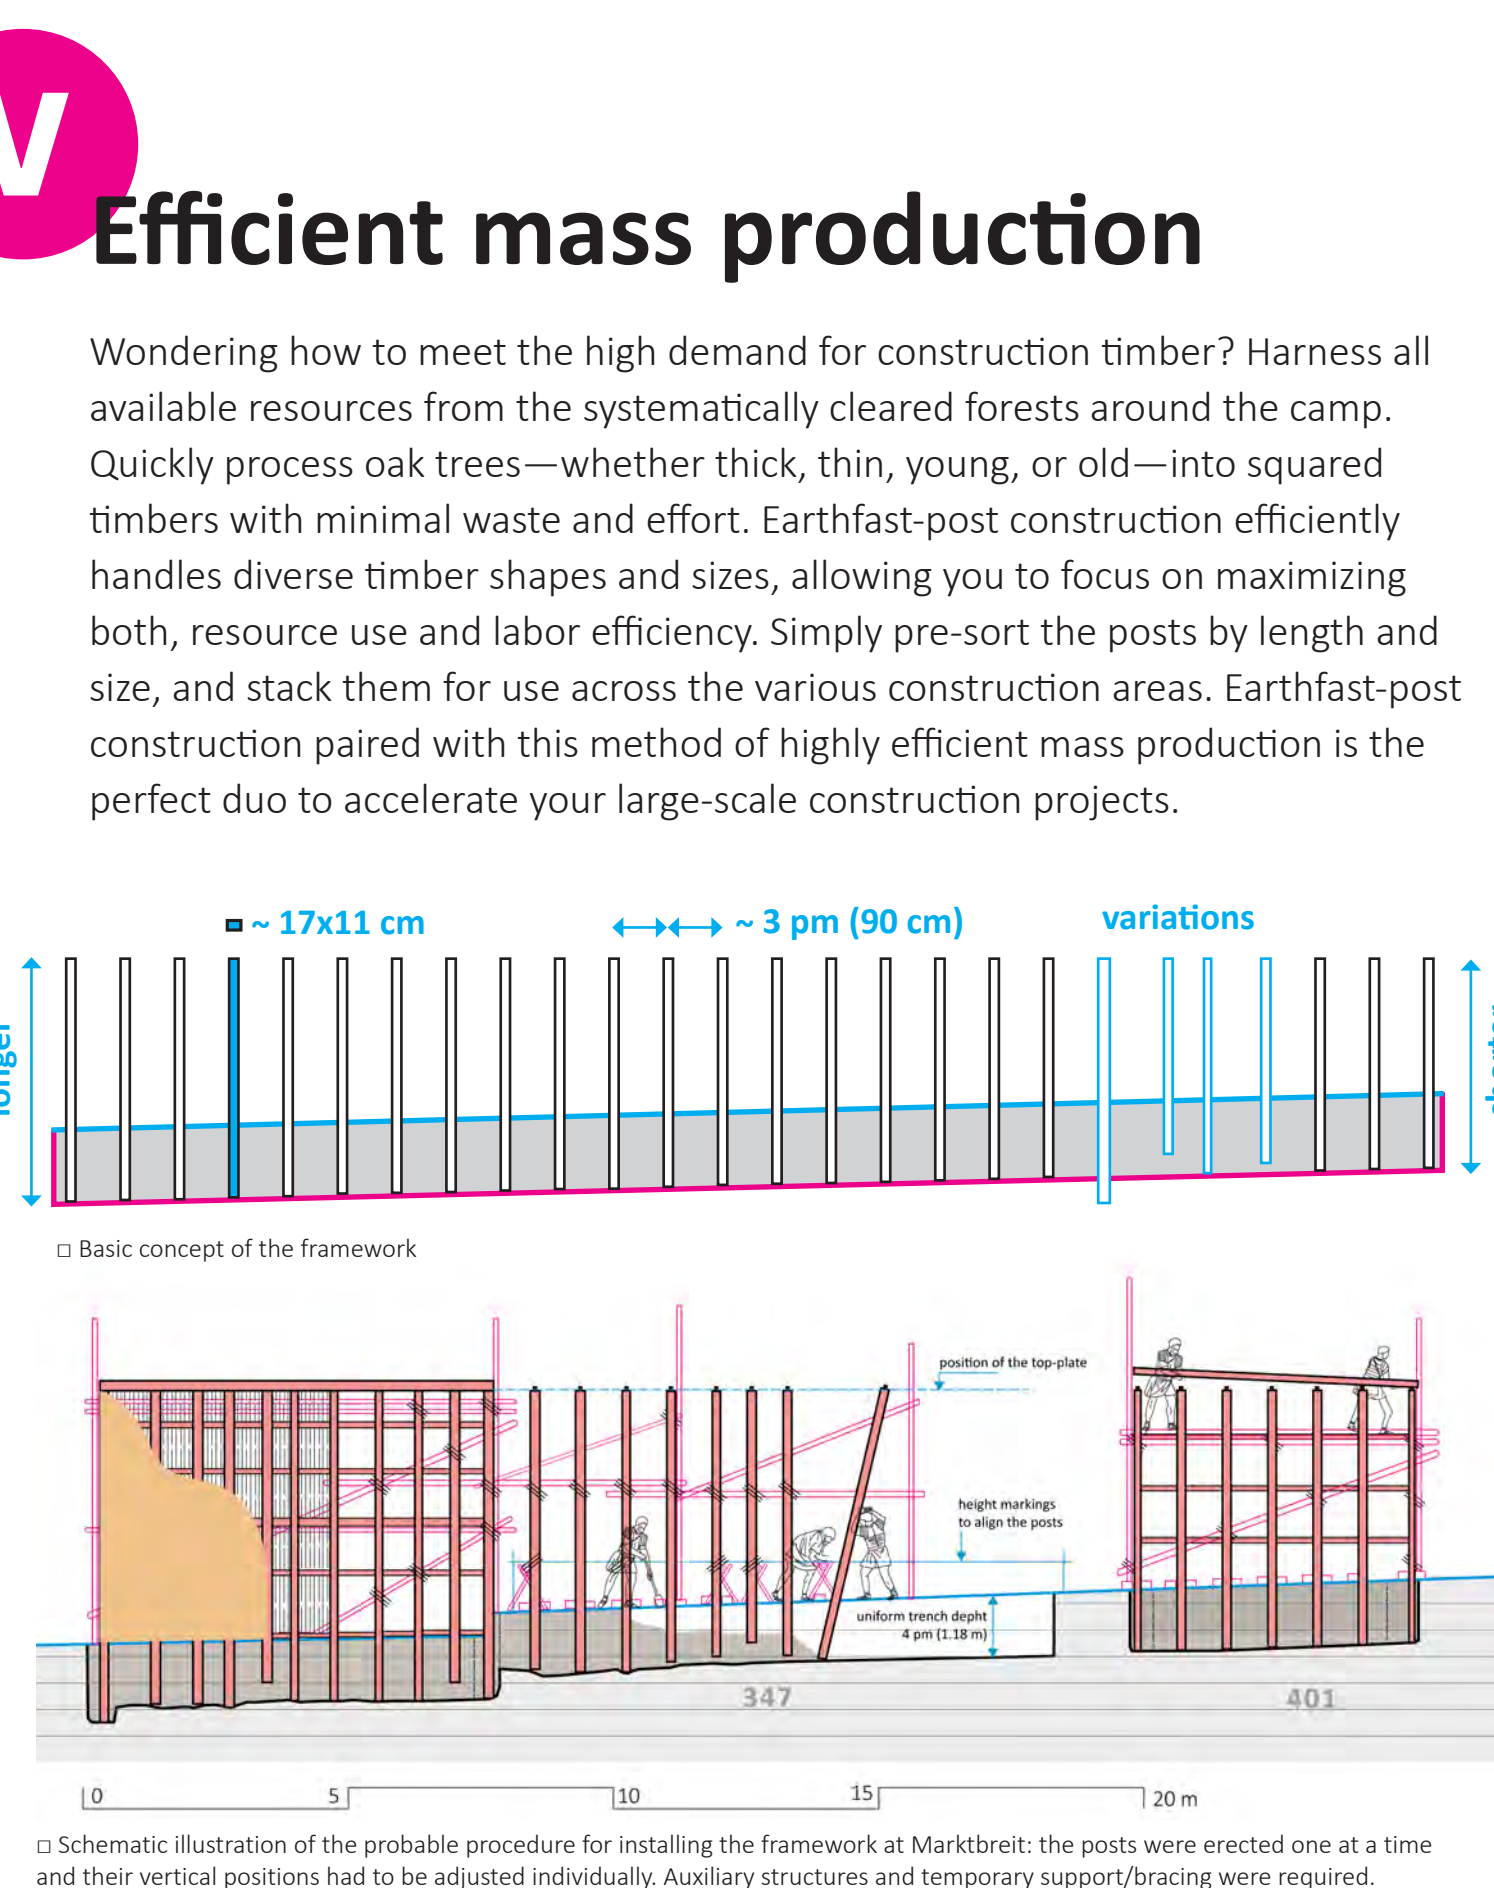 V
Efficient mass production
Wondering how to meet the high demand for construction timber? Harness all
available resources from the systematically cleared forests around the camp.
Quickly process oak trees—whether thick, thin, young, or old—into squared
timbers with minimal waste and effort. Earthfast-post construction efficiently
handles diverse timber shapes and sizes, allowing you to focus on maximizing
both, resource use and labor efficiency. Simply pre-sort the posts by length and
size, and stack them for use across the various construction areas. Earthfast-post
construction paired with this method of highly efficient mass production is the
perfect duo to accelerate your large-scale construction projects.
~ 17x11 cm
~ 3 pm (90 cm)
variations
longer
shorter
□ Basic concept of the framework
position of the top-plate
height markings
to align the posts
uniform trench depht
4 pm (1.18 m)
347
401
0
5
10
15
20 m
□ Schematic illustration of the probable procedure for installing the framework at Marktbreit: the posts were erected one at a time
and their vertical positions had to be adjusted individually. Auxiliary structures and temporary support/bracing were required.